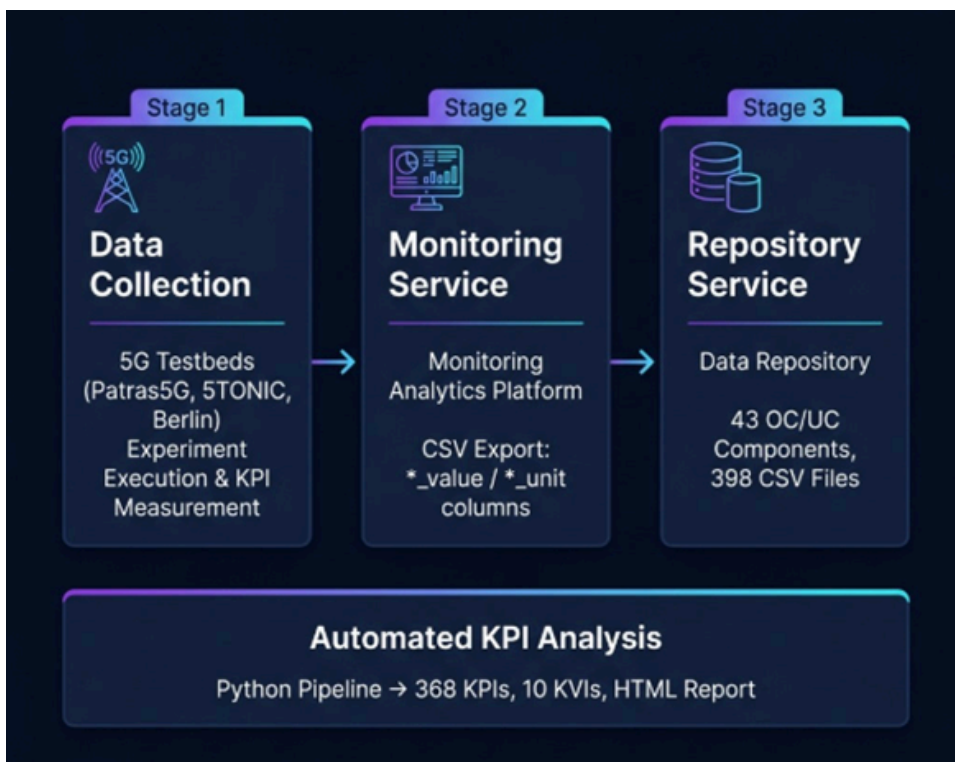 Stage 1
((5G))
Data
Collection
5G Testbeds
(Patras5G, 5TONIC,
Berlin)
Experiment
Execution & KPI
Measurement
Stage 2
Monitoring
Service
Monitoring
Analytics Platform
CSV Export:
*_value / *_unit
columns
Stage 3
Repository
Service
Data Repository
43 OC/UC
Components,
398 CSV Files
Automated KPI Analysis
Python Pipeline → 368 KPIs, 10 KVIs, HTML Report